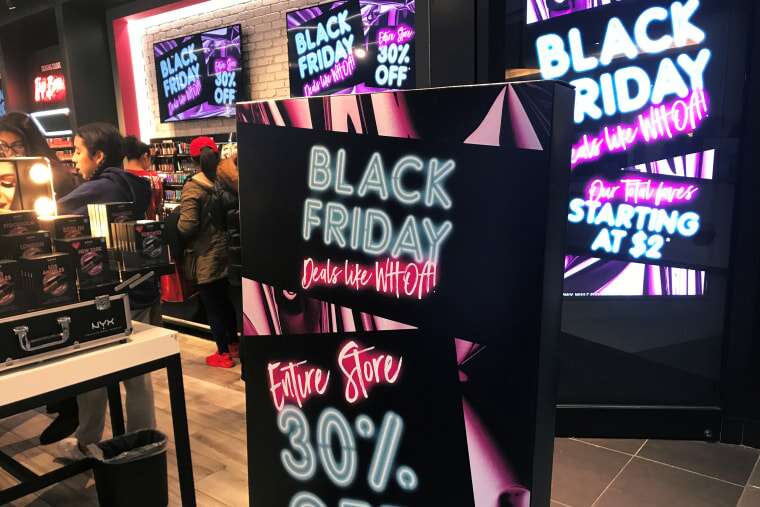 BLACK
FRIDAY
Deals like WHOA!
Entire Store
30%
OFF
BLACK
FRIDAY
Deals like WHOA!
Entire Store
30%
OFF
BLACK
FRIDAY
Deals like WHOA!
Our Total faves
STARTING
AT $2*
BLACK
FRIDAY
Deals like WHOA!
Entire Store
30%
NYX